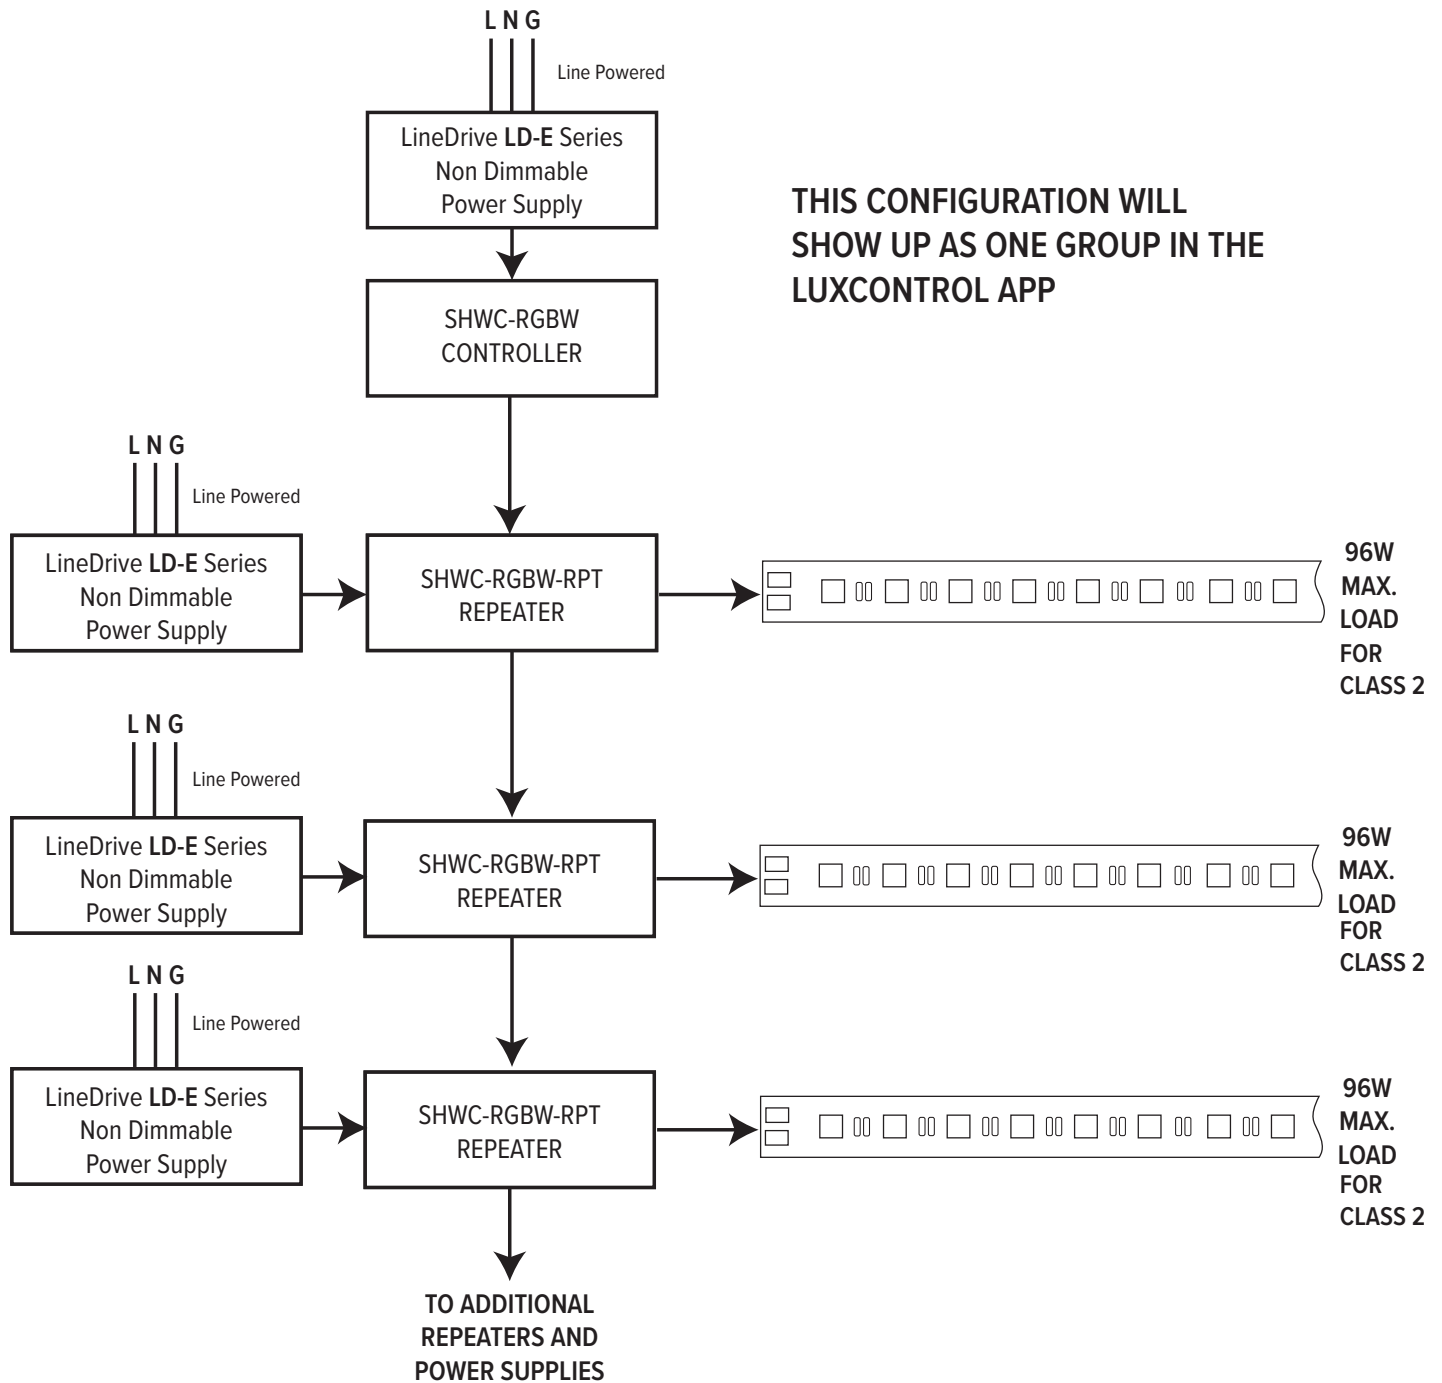 L N G
Line Powered
LineDrive LD-E Series
Non Dimmable
Power Supply
THIS CONFIGURATION WILL
SHOW UP AS ONE GROUP IN THE
LUXCONTROL APP
SHWC-RGBW
CONTROLLER
L N G
Line Powered
LineDrive LD-E Series
Non Dimmable
Power Supply
SHWC-RGBW-RPT
REPEATER
96W
MAX.
LOAD
FOR
CLASS 2
L N G
Line Powered
LineDrive LD-E Series
Non Dimmable
Power Supply
SHWC-RGBW-RPT
REPEATER
96W
MAX.
LOAD
FOR
CLASS 2
L N G
Line Powered
LineDrive LD-E Series
Non Dimmable
Power Supply
SHWC-RGBW-RPT
REPEATER
96W
MAX.
LOAD
FOR
CLASS 2
TO ADDITIONAL
REPEATERS AND
POWER SUPPLIES